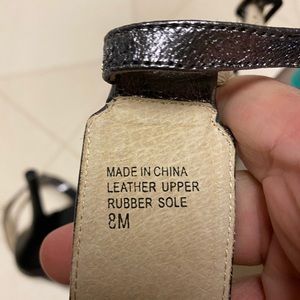 MADE IN CHINA
LEATHER UPPER
RUBBER SOLE
8M